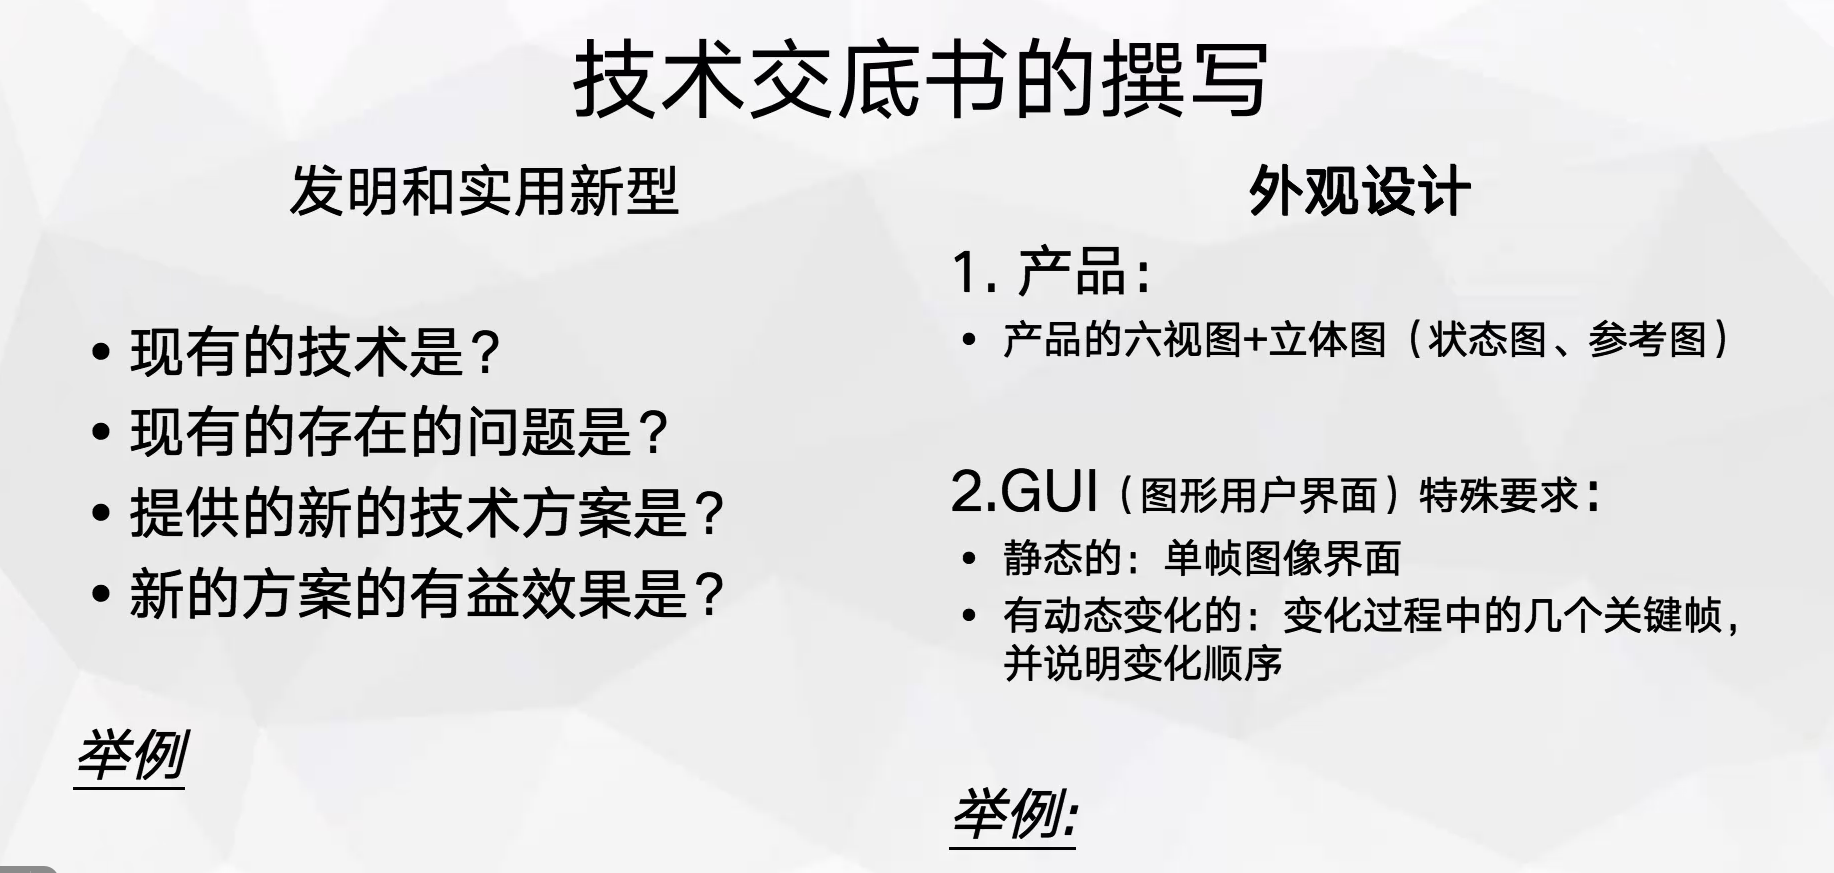 技术交底书的撰写
发明和实用新型
• 现有的技术是？
• 现有的存在的问题是？
• 提供的新的技术方案是？
• 新的方案的有益效果是？
举例
外观设计
1. 产品：
• 产品的六视图+立体图（状态图、参考图）
2.GUI（图形用户界面）特殊要求：
• 静态的：单帧图像界面
• 有动态变化的：变化过程中的几个关键帧，
并说明变化顺序
举例: